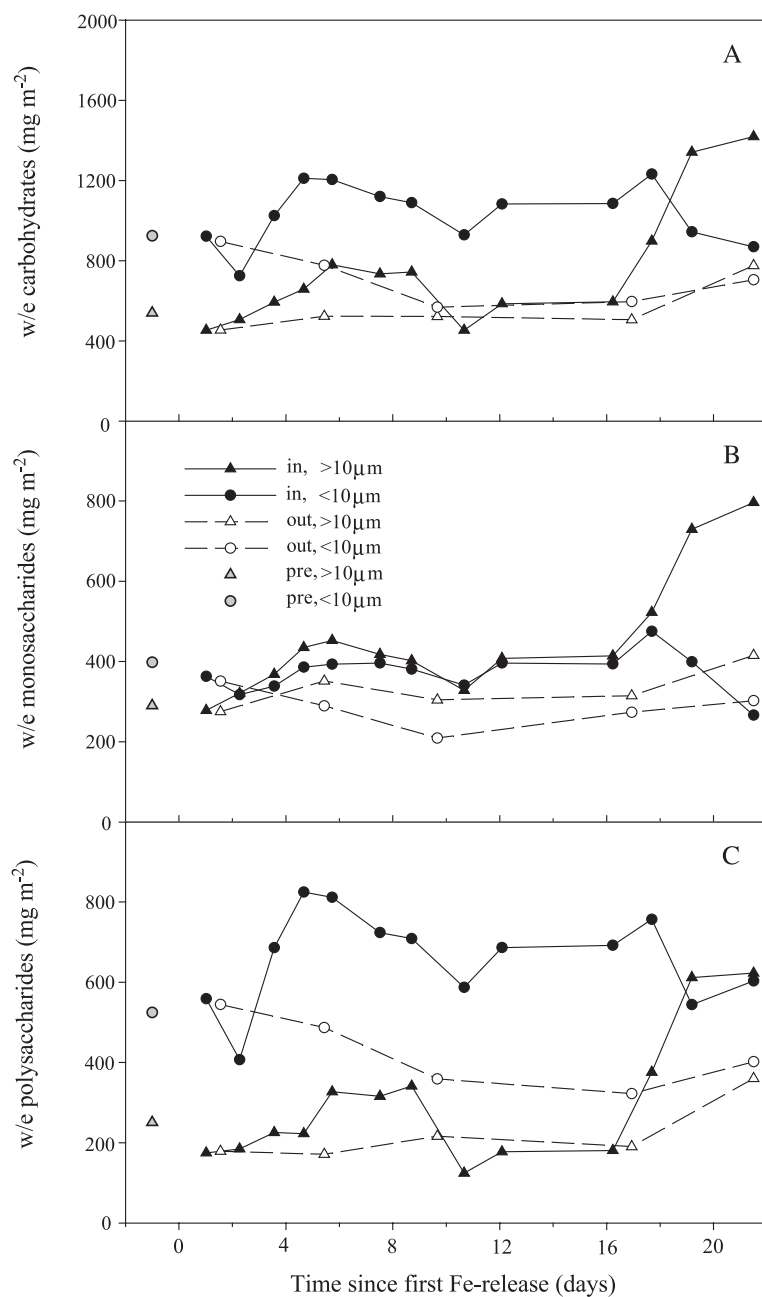 2000
A
1600
1200
800
400
0
w/e carbohydrates (mg m⁻²)
B
in, >10μm
in, <10μm
out, >10μm
out, <10μm
pre, >10μm
pre, <10μm
800
600
400
200
0
w/e monosaccharides (mg m⁻²)
C
800
600
400
200
0
w/e polysaccharides (mg m⁻²)
0 4 8 12 16 20
Time since first Fe-release (days)